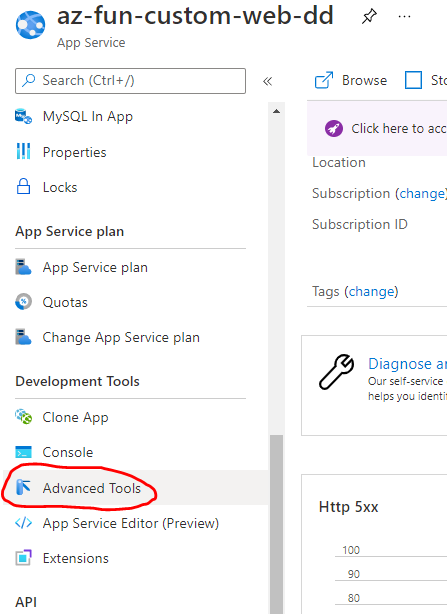 az-fun-custom-web-dd
App Service
Search (Ctrl+/)
MySQL In App
Properties
Locks
App Service plan
App Service plan
Quotas
Change App Service plan
Development Tools
Clone App
Console
Advanced Tools
App Service Editor (Preview)
Extensions
API
Browse
Sto
Click here to acc
Location
Subscription (change)
Subscription ID
Tags (change)
Diagnose an
Our self-service
helps you identif
Http 5xx
100
90
80